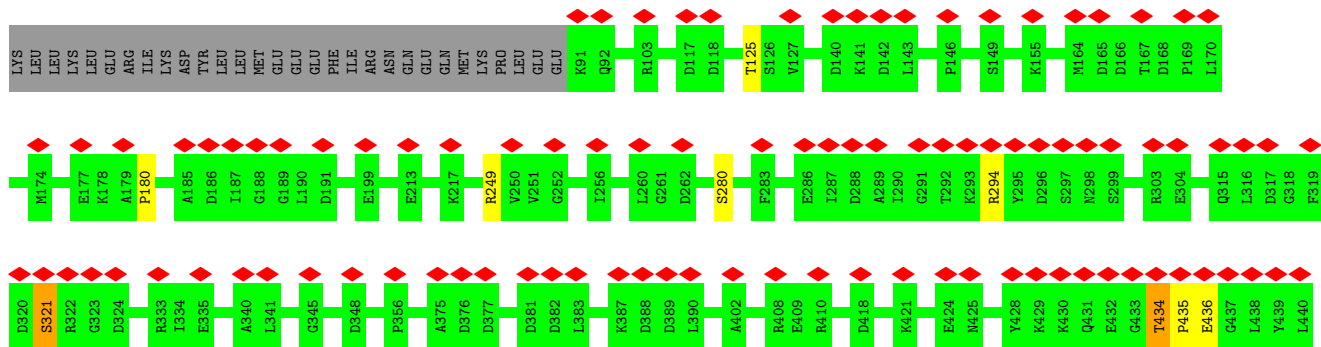 LYS LEU LEU LYS LEU GLU ARG ILE LYS ASP TYR LEU LEU MET GLU GLU PHE ILE ARG ASN GLN GLU GLN MET LYS PRO LEU GLU GLU K91 Q92 R103 D117 D118 T125 S126 V127 D140 K141 D142 L143 P146 S149 K155 M164 D165 D166 T167 D168 P169 L170
M174 E177 K178 A179 P180 A185 D186 I187 G188 G189 L190 D191 E199 E213 K217 R249 V250 V251 G252 I256 L260 G261 D262 S280 F283 E286 I287 D288 A289 I290 G291 T292 K293 R294 Y295 D296 S297 N298 S299 R303 E304 Q315 L316 D317 G318 F319
D320 S321 R322 G323 D324 R333 I334 E335 A340 L341 G345 D348 P356 A375 D376 D377 D381 D382 L383 K387 D388 D389 L390 A402 R408 E409 R410 D418 K421 E424 N425 Y428 K429 K430 Q431 E432 G433 T434 P435 E436 G437 L438 Y439 L440